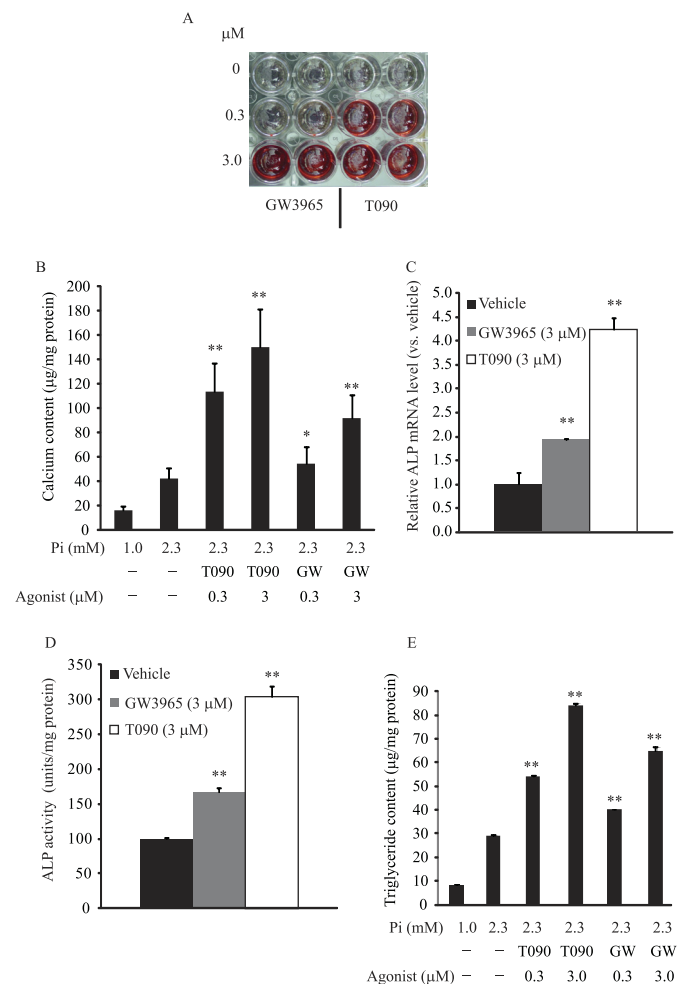 A
μM
0
0.3
3.0
GW3965 T090
B
Calcium content (μg/mg protein)
200
180
160
140
120
100
80
60
40
20
0
** ** * **
Pi (mM) 1.0 2.3 2.3 2.3 2.3 2.3
– – T090 T090 GW GW
Agonist (μM) – – 0.3 3 0.3 3
C
Relative ALP mRNA level (vs. vehicle)
5.0
4.5
4.0
3.5
3.0
2.5
2.0
1.5
1.0
0.5
0.0
Vehicle
GW3965 (3 μM)
T090 (3 μM)
** **
D
ALP activity (units/mg protein)
350
300
250
200
150
100
50
0
Vehicle
GW3965 (3 μM)
T090 (3 μM)
** **
E
Triglyceride content (μg/mg protein)
90
80
70
60
50
40
30
20
10
0
** ** ** **
Pi (mM) 1.0 2.3 2.3 2.3 2.3 2.3
– – T090 T090 GW GW
Agonist (μM) – – 0.3 3.0 0.3 3.0